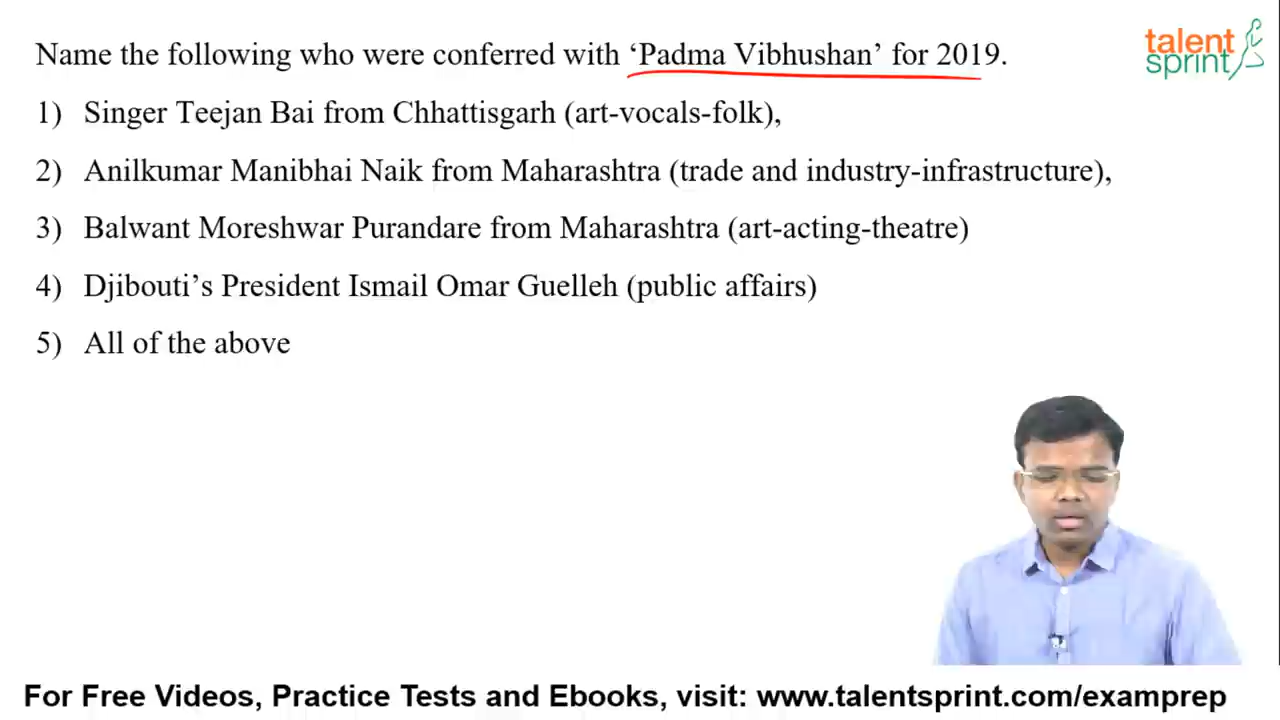 Name the following who were conferred with ‘Padma Vibhushan’ for 2019.
talent
sprint
1) Singer Teejan Bai from Chhattisgarh (art-vocals-folk),
2) Anilkumar Manibhai Naik from Maharashtra (trade and industry-infrastructure),
3) Balwant Moreshwar Purandare from Maharashtra (art-acting-theatre)
4) Djibouti’s President Ismail Omar Guelleh (public affairs)
5) All of the above
For Free Videos, Practice Tests and Ebooks, visit: www.talentsprint.com/examprep